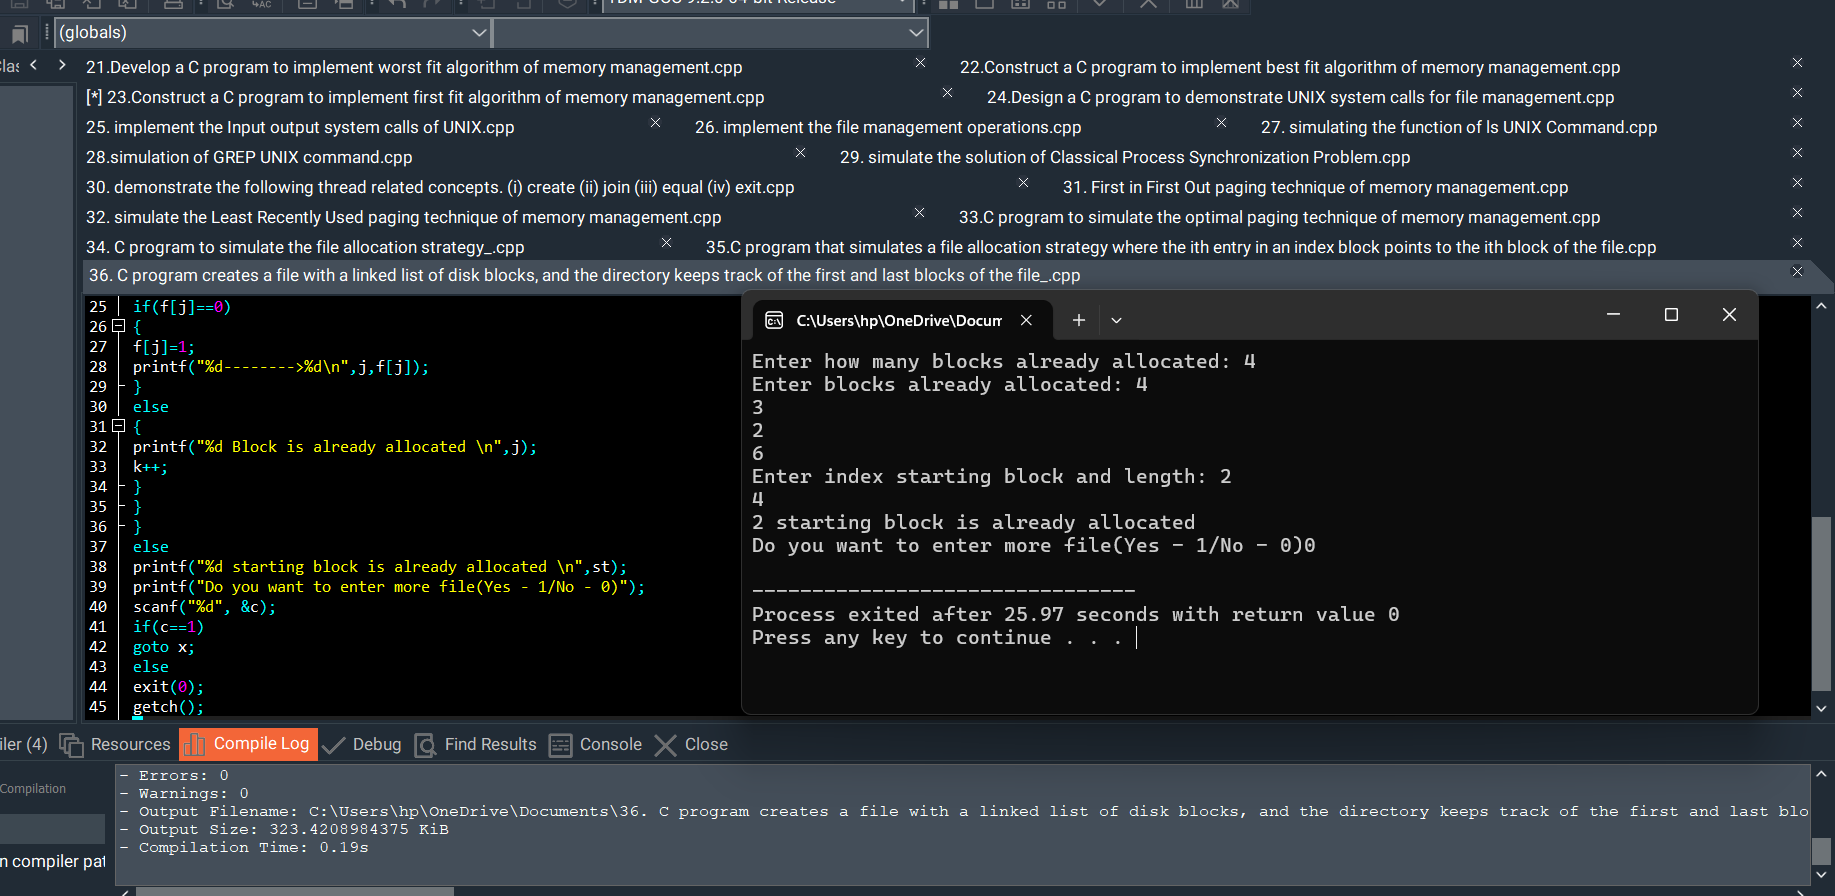 (globals)
21.Develop a C program to implement worst fit algorithm of memory management.cpp 22.Construct a C program to implement best fit algorithm of memory management.cpp
[*] 23.Construct a C program to implement first fit algorithm of memory management.cpp 24.Design a C program to demonstrate UNIX system calls for file management.cpp
25. implement the Input output system calls of UNIX.cpp 26. implement the file management operations.cpp 27. simulating the function of ls UNIX Command.cpp
28.simulation of GREP UNIX command.cpp 29. simulate the solution of Classical Process Synchronization Problem.cpp
30. demonstrate the following thread related concepts. (i) create (ii) join (iii) equal (iv) exit.cpp 31. First in First Out paging technique of memory management.cpp
32. simulate the Least Recently Used paging technique of memory management.cpp 33.C program to simulate the optimal paging technique of memory management.cpp
34. C program to simulate the file allocation strategy_.cpp 35.C program that simulates a file allocation strategy where the ith entry in an index block points to the ith block of the file.cpp
36. C program creates a file with a linked list of disk blocks, and the directory keeps track of the first and last blocks of the file_.cpp
25 if(f[j]==0)
26 {
27 f[j]=1;
28 printf("%d-------->%d\n",j,f[j]);
29 }
30 else
31 {
32 printf("%d Block is already allocated \n",j);
33 k++;
34 }
35 }
36 }
37 else
38 printf("%d starting block is already allocated \n",st);
39 printf("Do you want to enter more file(Yes - 1/No - 0)");
40 scanf("%d", &c);
41 if(c==1)
42 goto x;
43 else
44 exit(0);
45 getch();
C:\Users\hp\OneDrive\Docum
Enter how many blocks already allocated: 4
Enter blocks already allocated: 4
3
2
6
Enter index starting block and length: 2
4
2 starting block is already allocated
Do you want to enter more file(Yes - 1/No - 0)0
--------------------------------
Process exited after 25.97 seconds with return value 0
Press any key to continue . . .
iler (4) Resources Compile Log Debug Find Results Console Close
Compilation
n compiler pat
- Errors: 0
- Warnings: 0
- Output Filename: C:\Users\hp\OneDrive\Documents\36. C program creates a file with a linked list of disk blocks, and the directory keeps track of the first and last blo
- Output Size: 323.4208984375 KiB
- Compilation Time: 0.19s